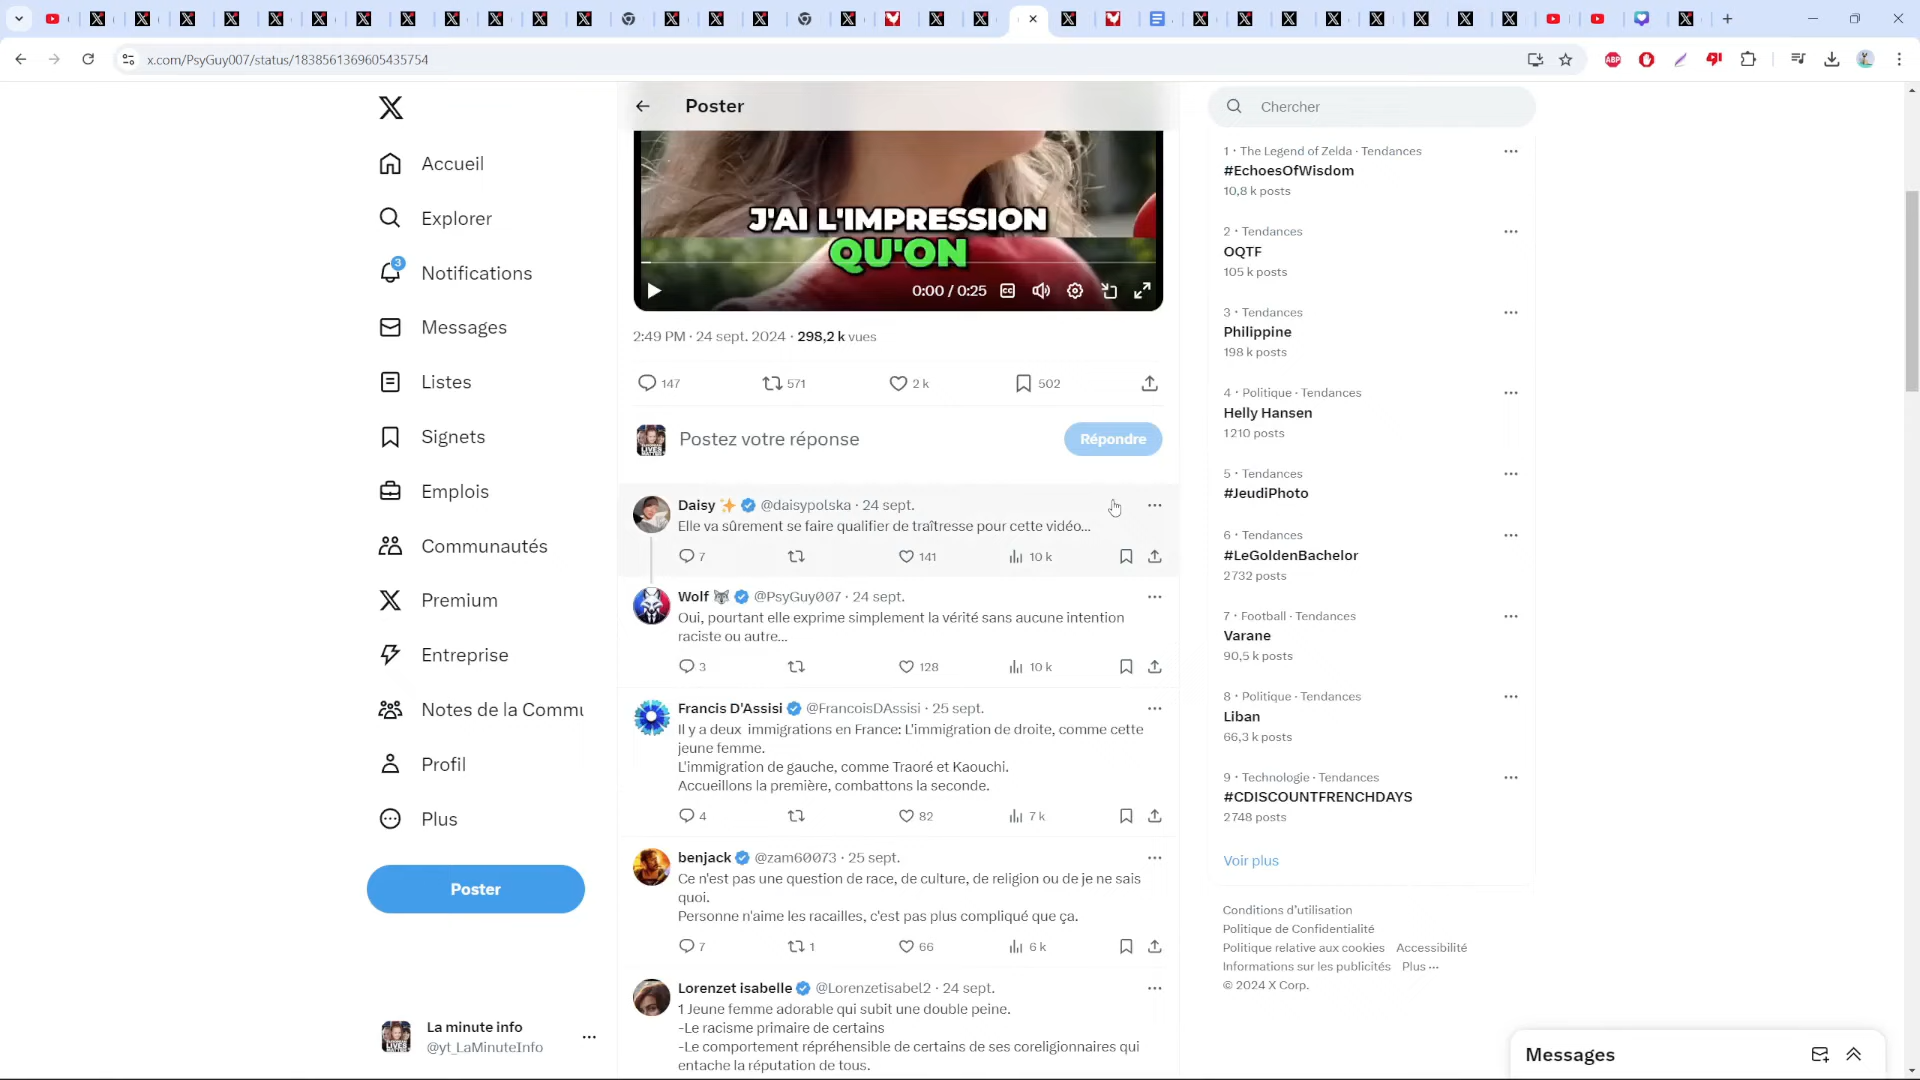 x.com/PsyGuy007/status/1838561369605435754
Accueil
Explorer
3
Notifications
Messages
Listes
Signets
Emplois
Communautés
Premium
Entreprise
Notes de la Commu
Profil
Plus
Poster
La minute info
@yt_LaMinuteInfo
Poster
J'AI L'IMPRESSION
QU'ON
0:00 / 0:25
2:49 PM · 24 sept. 2024 · 298,2 k vues
147 571 2 k 502
Postez votre réponse
Répondre
Daisy ✨ @daisypolska · 24 sept.
Elle va sûrement se faire qualifier de traîtresse pour cette vidéo...
7 141 10 k
Wolf 🐺 @PsyGuy007 · 24 sept.
Oui, pourtant elle exprime simplement la vérité sans aucune intention
raciste ou autre...
3 128 10 k
Francis D'Assisi @FrancoisDAssisi · 25 sept.
Il y a deux immigrations en France: L'immigration de droite, comme cette
jeune femme.
L'immigration de gauche, comme Traoré et Kaouchi.
Accueillons la première, combattons la seconde.
4 82 7 k
benjack @zam60073 · 25 sept.
Ce n'est pas une question de race, de culture, de religion ou de je ne sais
quoi.
Personne n'aime les racailles, c'est pas plus compliqué que ça.
7 1 66 6 k
Lorenzet isabelle @Lorenzetisabel2 · 24 sept.
1 Jeune femme adorable qui subit une double peine.
-Le racisme primaire de certains
-Le comportement répréhensible de certains de ses coreligionnaires qui
entache la réputation de tous.
Chercher
1 · The Legend of Zelda · Tendances
#EchoesOfWisdom
10,8 k posts
2 · Tendances
OQTF
105 k posts
3 · Tendances
Philippine
198 k posts
4 · Politique · Tendances
Helly Hansen
1 210 posts
5 · Tendances
#JeudiPhoto
6 · Tendances
#LeGoldenBachelor
2 732 posts
7 · Football · Tendances
Varane
90,5 k posts
8 · Politique · Tendances
Liban
66,3 k posts
9 · Technologie · Tendances
#CDISCOUNTFRENCHDAYS
2 748 posts
Voir plus
Conditions d'utilisation
Politique de Confidentialité
Politique relative aux cookies Accessibilité
Informations sur les publicités Plus ···
© 2024 X Corp.
Messages